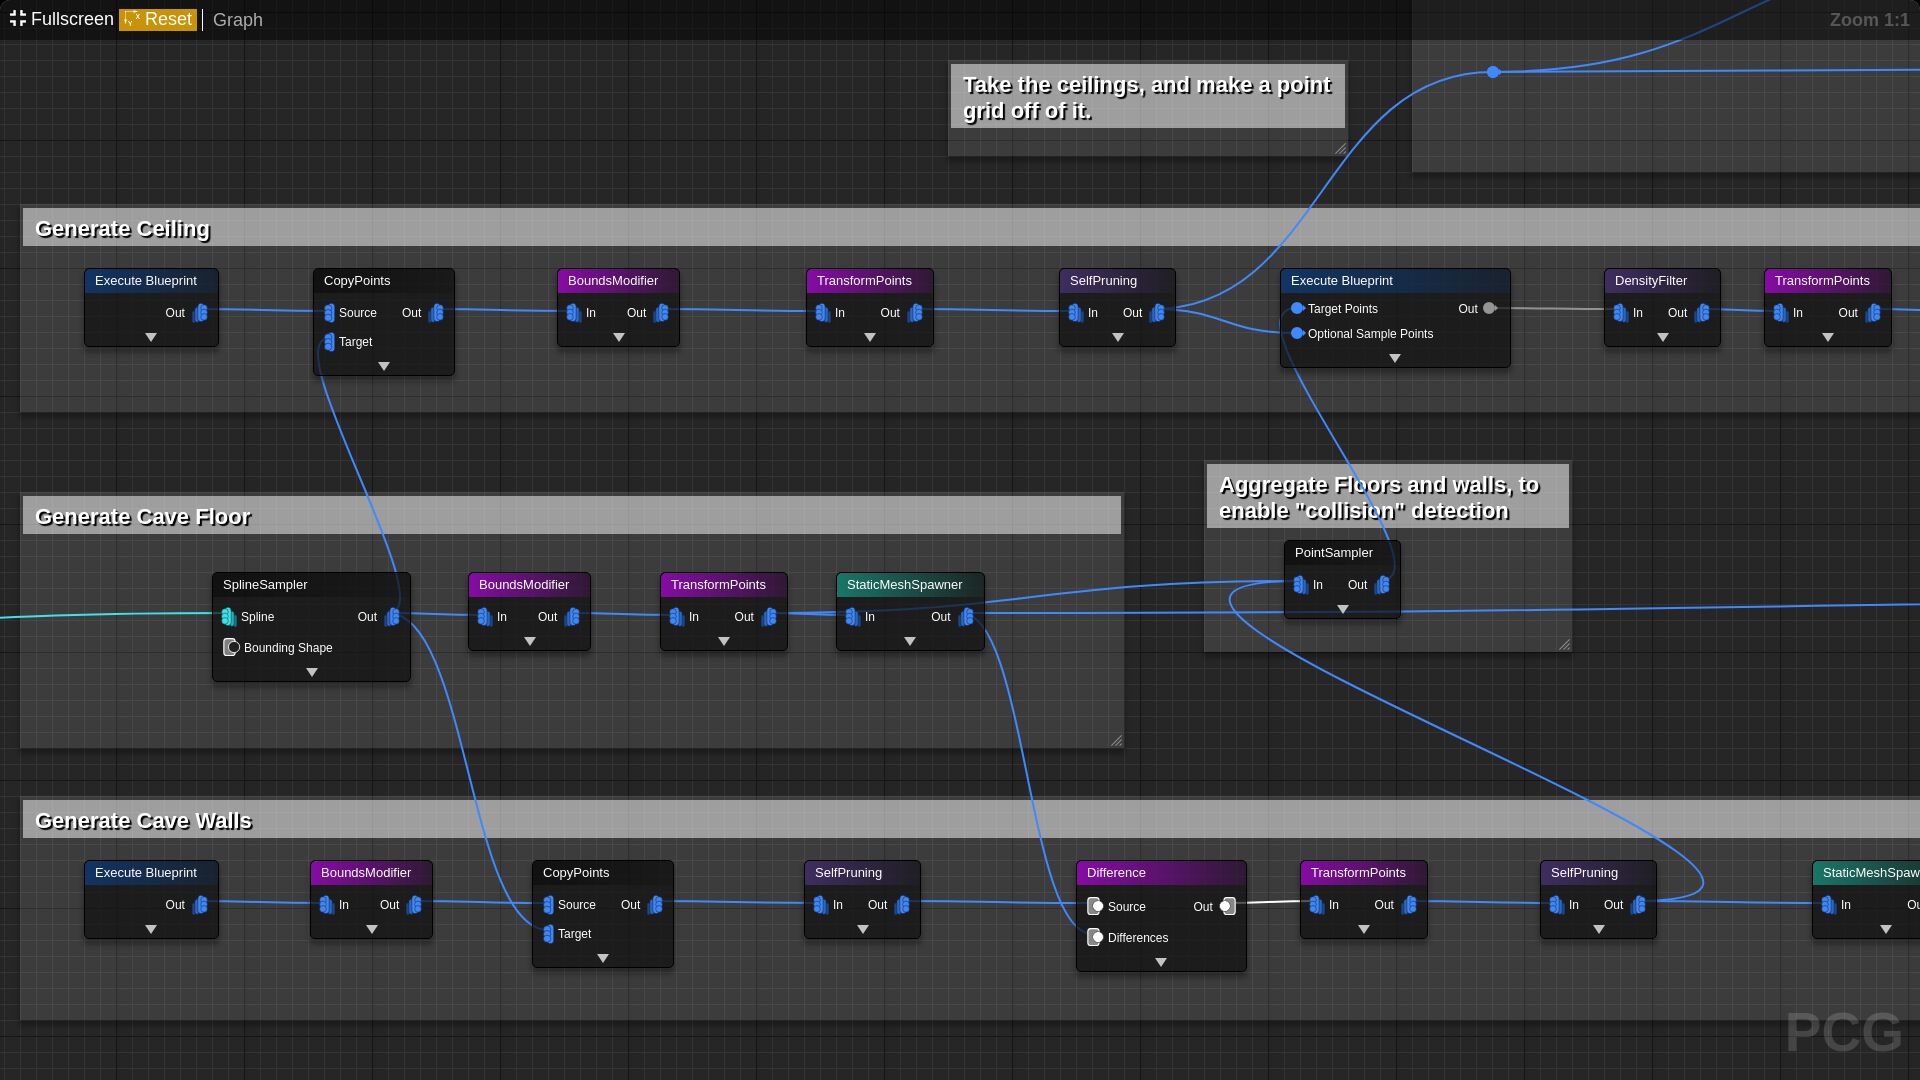 Fullscreen Reset Graph Zoom 1:1
Take the ceilings, and make a point
grid off of it.
Generate Ceiling
Execute Blueprint
Out
CopyPoints
Source Out
Target
BoundsModifier
In Out
TransformPoints
In Out
SelfPruning
In Out
Execute Blueprint
Target Points Out
Optional Sample Points
DensityFilter
In Out
TransformPoints
In Out
Generate Cave Floor
SplineSampler
Spline Out
Bounding Shape
BoundsModifier
In Out
TransformPoints
In Out
StaticMeshSpawner
In Out
Aggregate Floors and walls, to
enable "collision" detection
PointSampler
In Out
Generate Cave Walls
Execute Blueprint
Out
BoundsModifier
In Out
CopyPoints
Source Out
Target
SelfPruning
In Out
Difference
Source Out
Differences
TransformPoints
In Out
SelfPruning
In Out
StaticMeshSpaw
In Ou
PCG